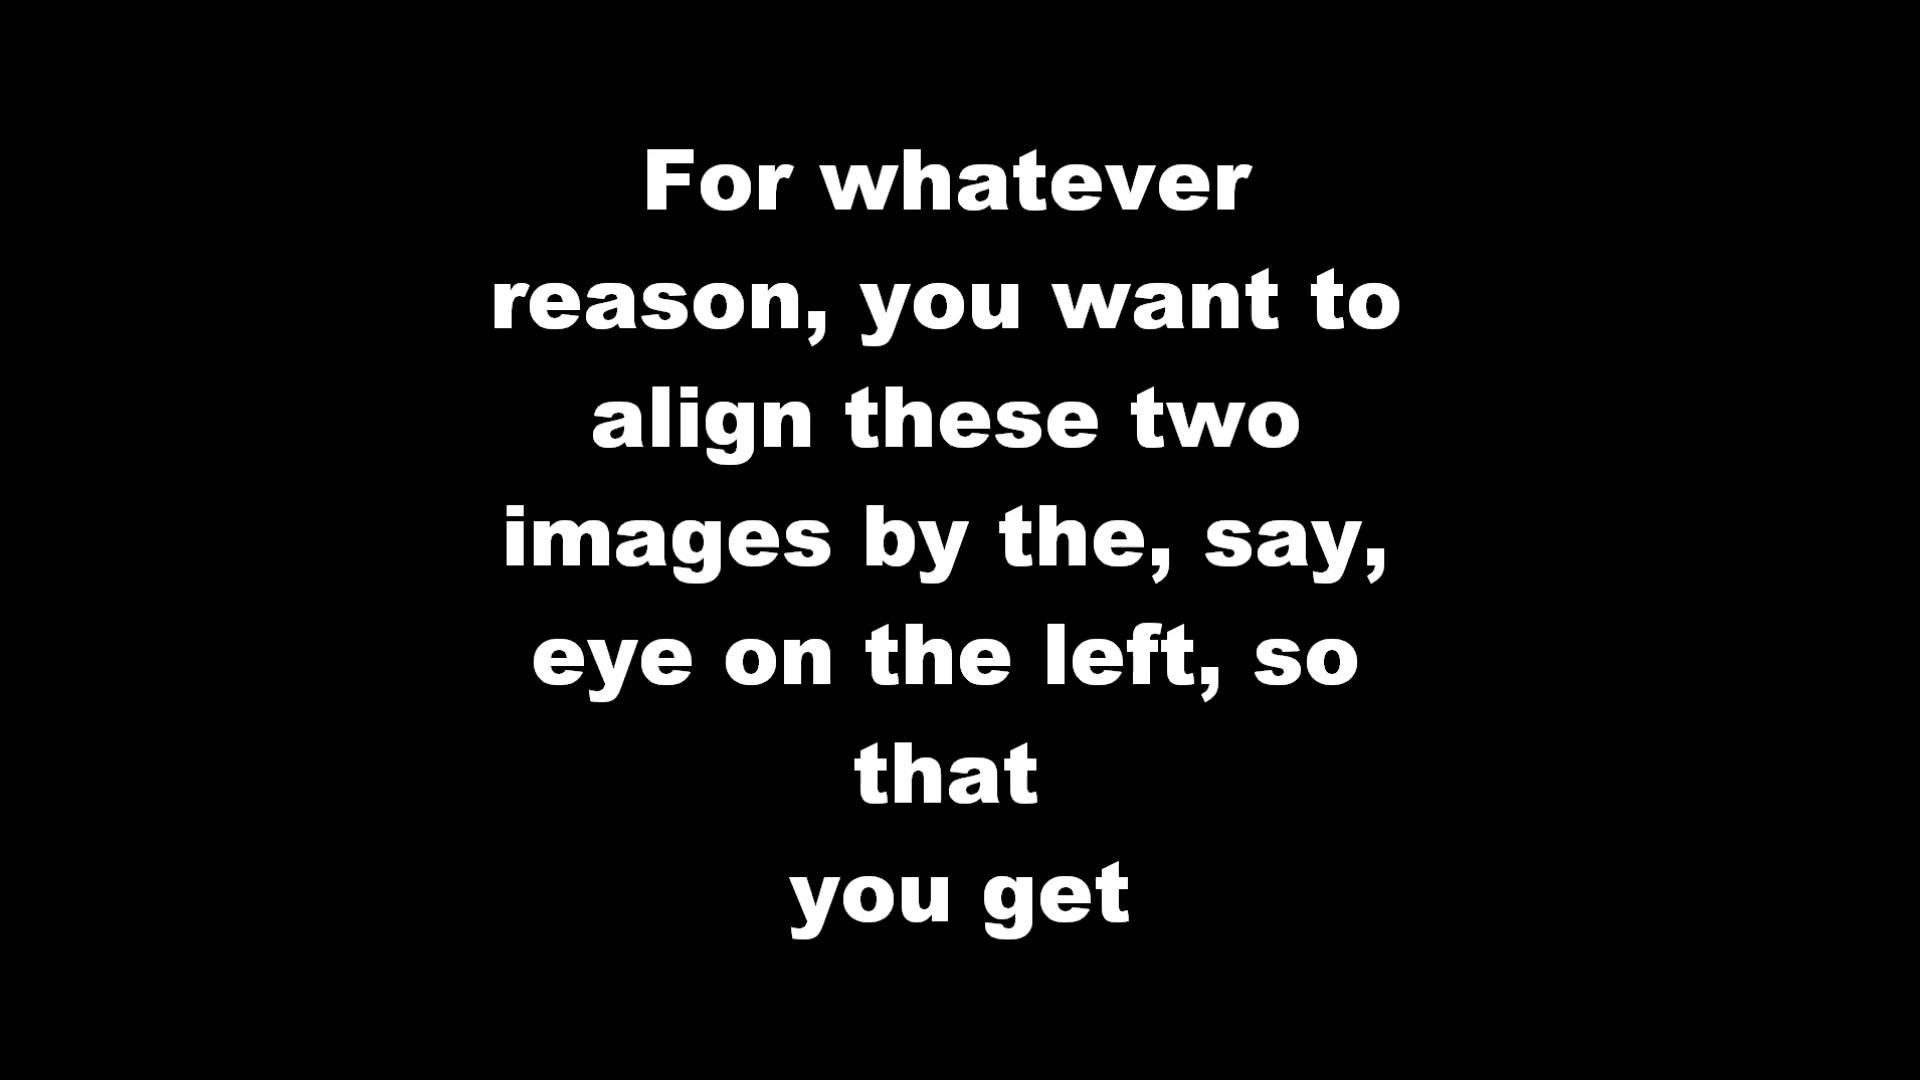 For whatever
reason, you want to
align these two
images by the, say,
eye on the left, so
that
you get